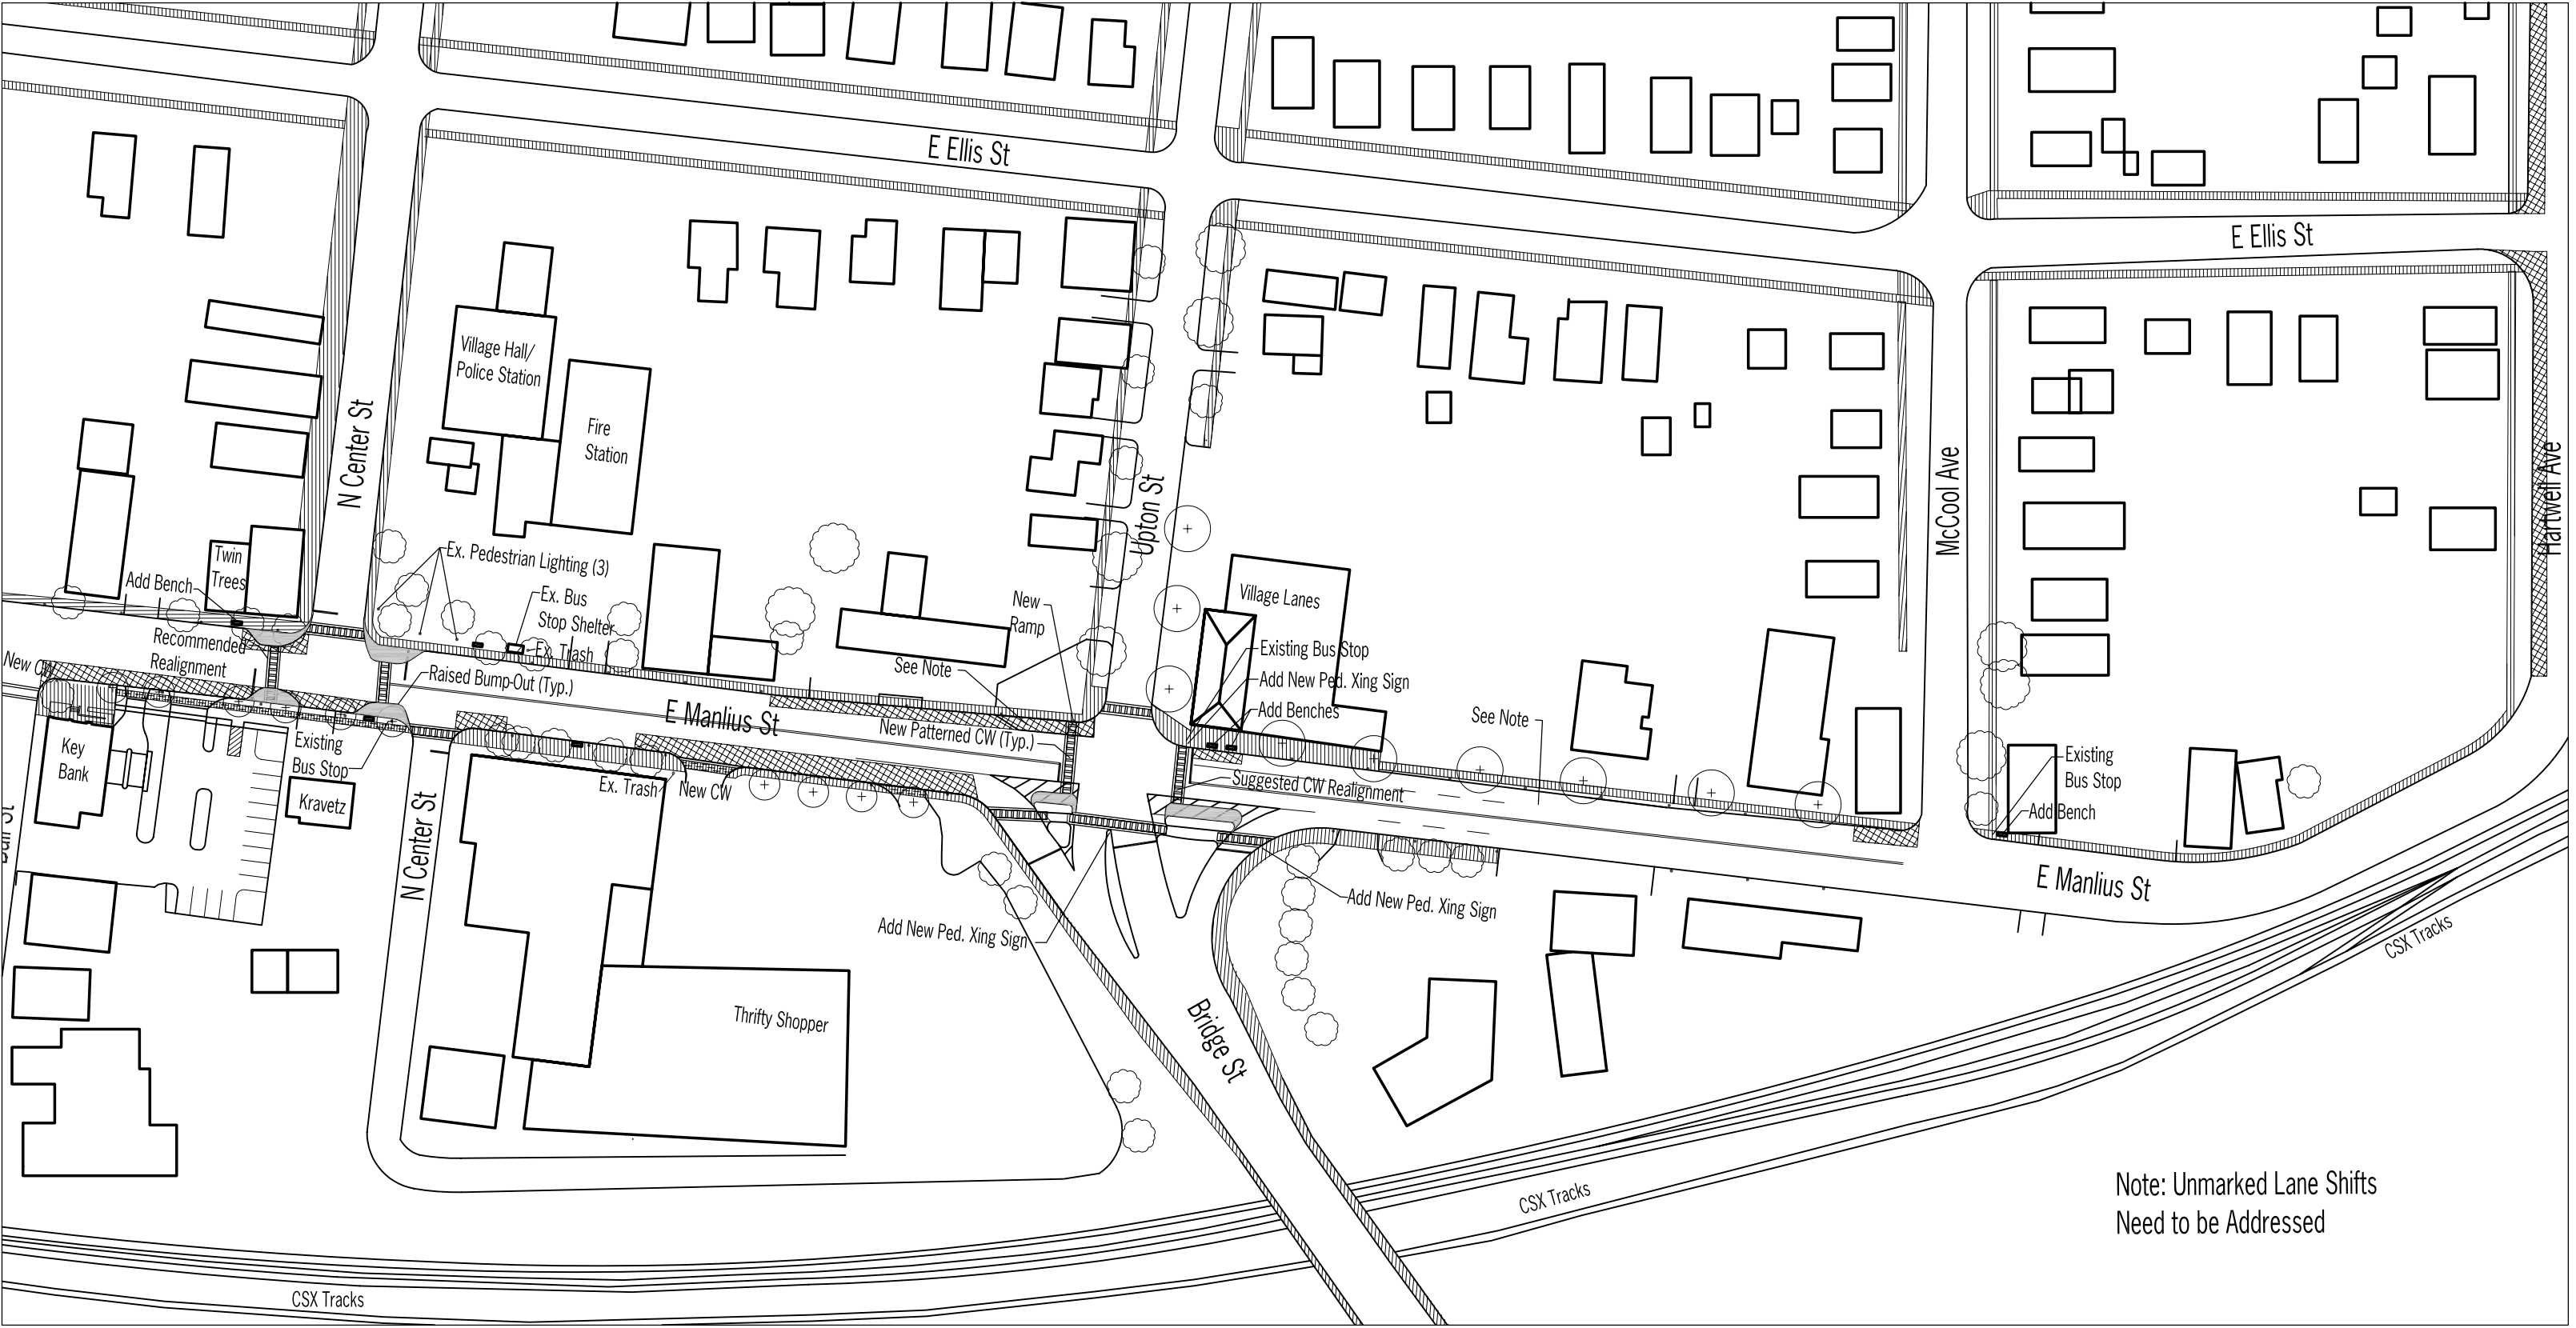 E Ellis St
E Ellis St
Village Hall/
Police Station
Fire
Station
N Center St
Upton St
McCool Ave
Hartwell Ave
Twin
Trees
Add Bench
Ex. Pedestrian Lighting (3)
Ex. Bus
Stop Shelter
Ex. Trash
New
Ramp
See Note
Village Lanes
Existing Bus Stop
Add New Ped. Xing Sign
Add Benches
See Note
Recommended
Realignment
New
Raised Bump-Out (Typ.)
E Manlius St
New Patterned CW (Typ.)
Suggested CW Realignment
Existing
Bus Stop
Add Bench
Key
Bank
Existing
Bus Stop
Kravetz
N Center St
Ex. Trash
New CW
Add New Ped. Xing Sign
Add New Ped. Xing Sign
E Manlius St
CSX Tracks
Thrifty Shopper
Bridge St
CSX Tracks
CSX Tracks
Note: Unmarked Lane Shifts
Need to be Addressed